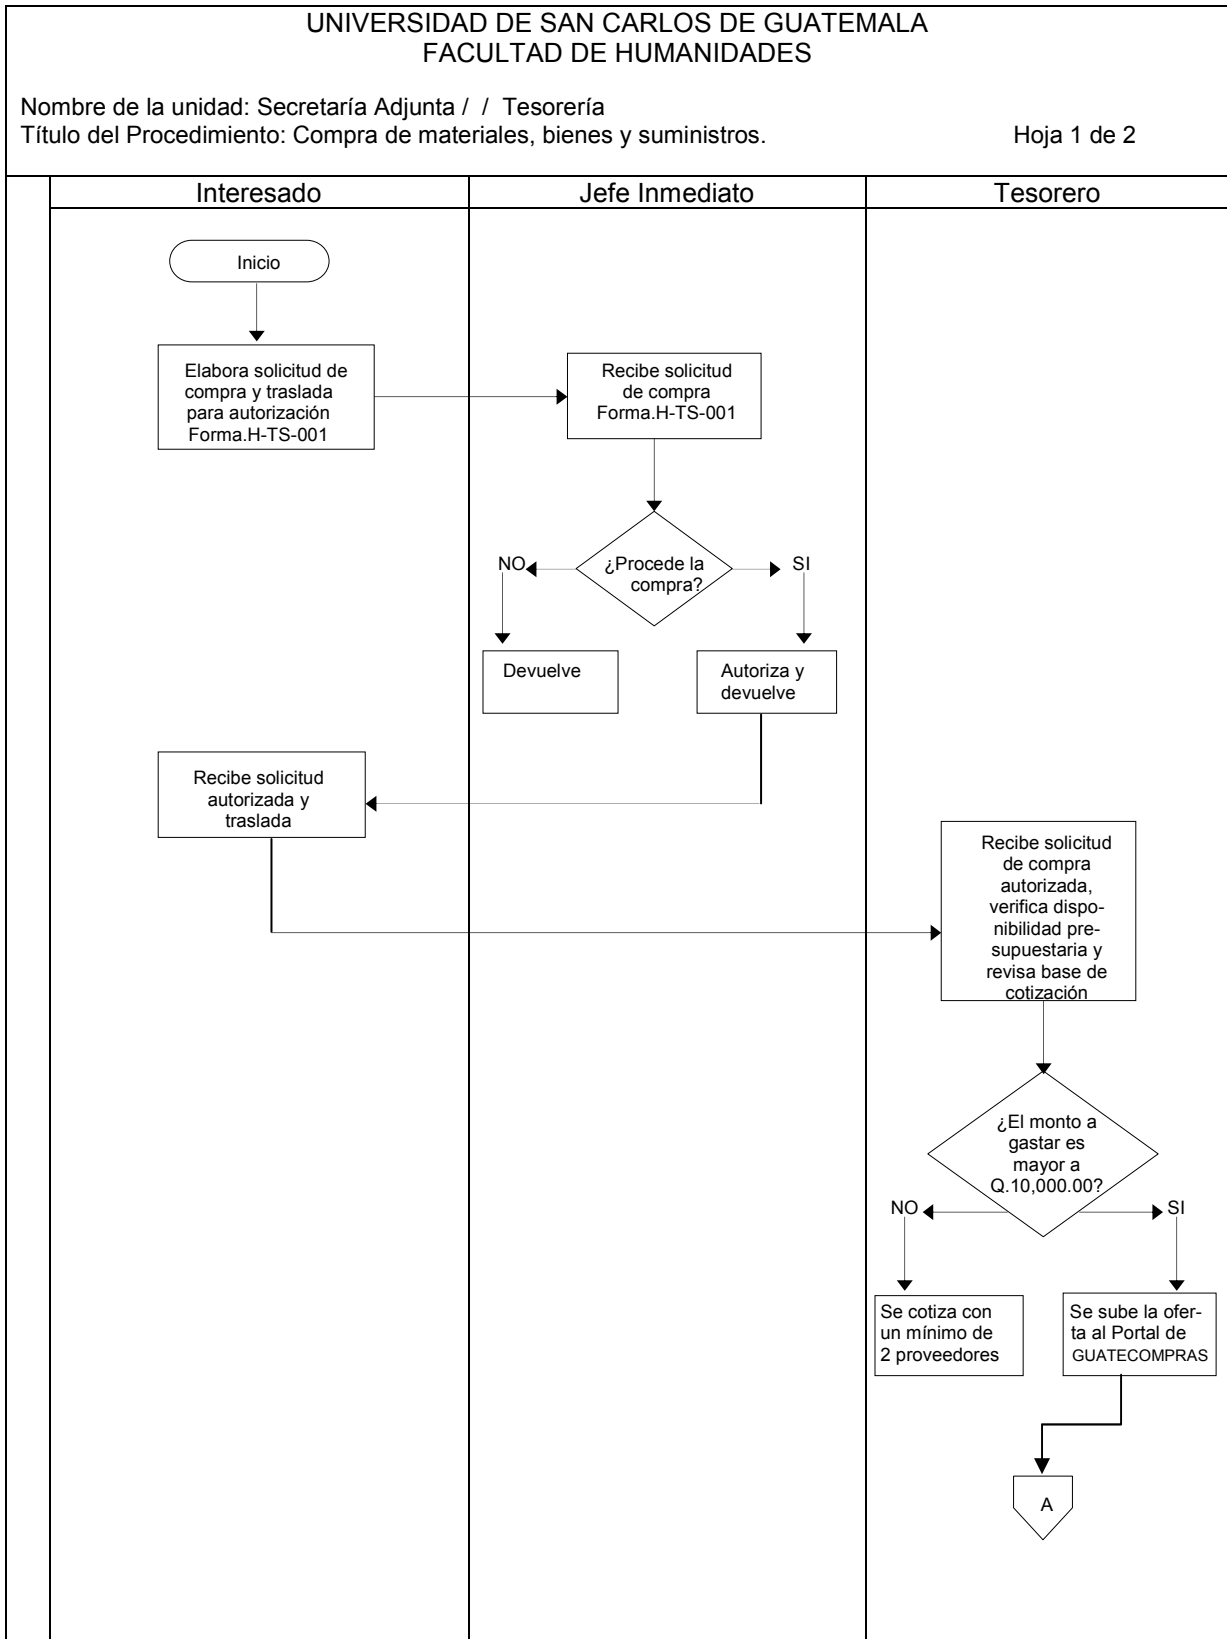 UNIVERSIDAD DE SAN CARLOS DE GUATEMALA
FACULTAD DE HUMANIDADES
Nombre de la unidad: Secretaría Adjunta / / Tesorería
Título del Procedimiento: Compra de materiales, bienes y suministros. Hoja 1 de 2
Interesado
Jefe Inmediato
Tesorero
Inicio
Elabora solicitud de
compra y traslada
para autorización
Forma.H-TS-001
Recibe solicitud
de compra
Forma.H-TS-001
¿Procede la
compra?
NO
SI
Devuelve
Autoriza y
devuelve
Recibe solicitud
autorizada y
traslada
Recibe solicitud
de compra
autorizada,
verifica dispo-
nibilidad pre-
supuestaria y
revisa base de
cotización
¿El monto a
gastar es
mayor a
Q.10,000.00?
NO
SI
Se cotiza con
un mínimo de
2 proveedores
Se sube la ofer-
ta al Portal de
GUATECOMPRAS
A